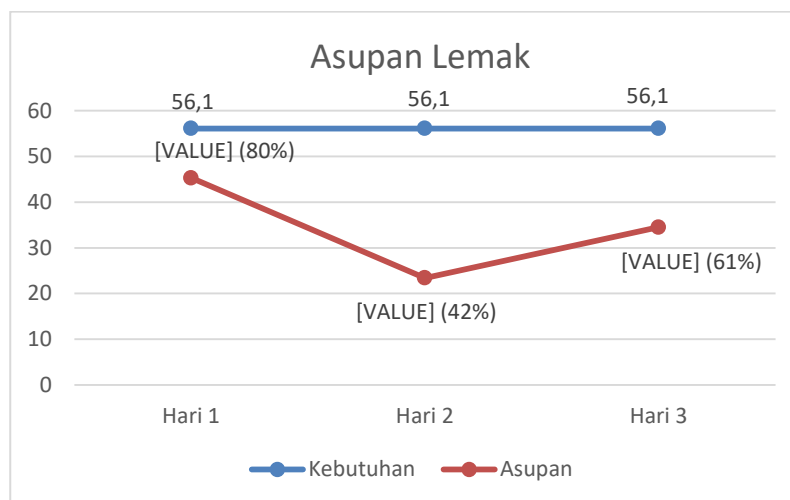 Asupan Lemak
56,1 56,1 56,1
60
[VALUE] (80%)
50
40
30
[VALUE] (61%)
20
[VALUE] (42%)
10
0
Hari 1 Hari 2 Hari 3
Kebutuhan Asupan